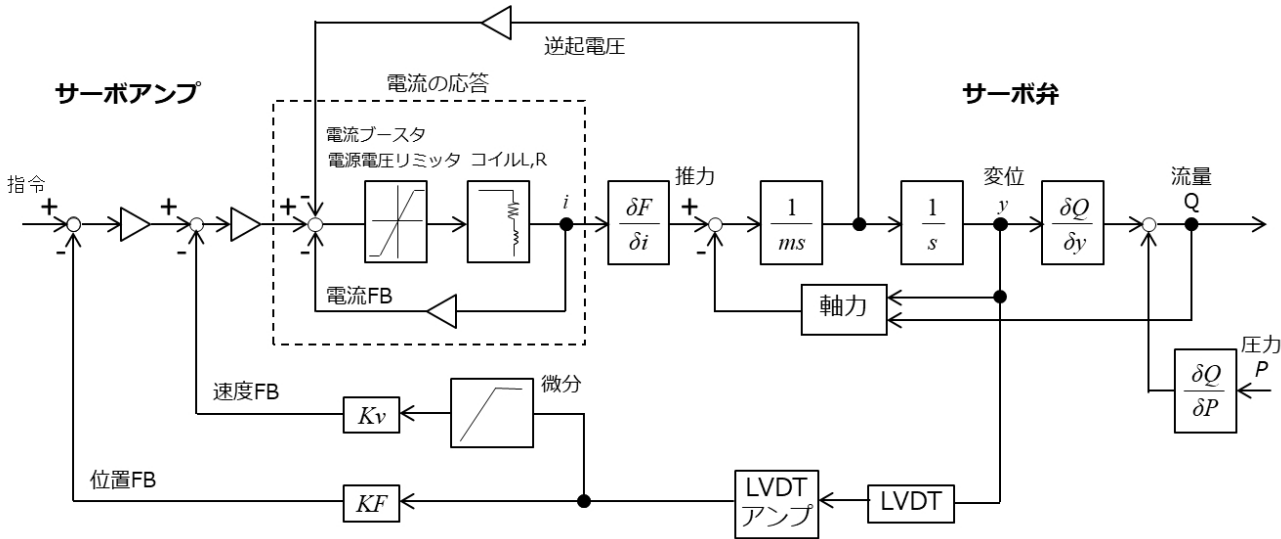 逆起電圧
サーボアンプ
電流の応答
サーボ弁
電流ブースタ
電源電圧リミッタ コイルL,R
指令
推力
変位
流量
+
+
+
-
i
+
y
Q
-
-
-
-
δF
δi
1
ms
1
s
δQ
δy
電流FB
軸力
圧力
P
δQ
δP
速度FB
微分
Kv
位置FB
KF
LVDT
アンプ
LVDT